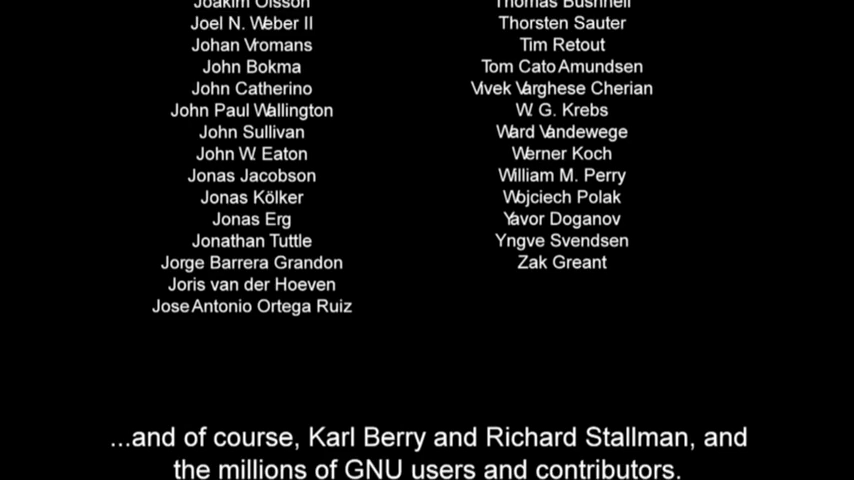 Joakim Olsson
Joel N. Weber II
Johan Vromans
John Bokma
John Catherino
John Paul Wallington
John Sullivan
John W. Eaton
Jonas Jacobson
Jonas Kölker
Jonas Erg
Jonathan Tuttle
Jorge Barrera Grandon
Joris van der Hoeven
Jose Antonio Ortega Ruiz
Thomas Bushnell
Thorsten Sauter
Tim Retout
Tom Cato Amundsen
Vivek Varghese Cherian
W. G. Krebs
Ward Vandewege
Werner Koch
William M. Perry
Wojciech Polak
Yavor Doganov
Yngve Svendsen
Zak Greant
...and of course, Karl Berry and Richard Stallman, and
the millions of GNU users and contributors.